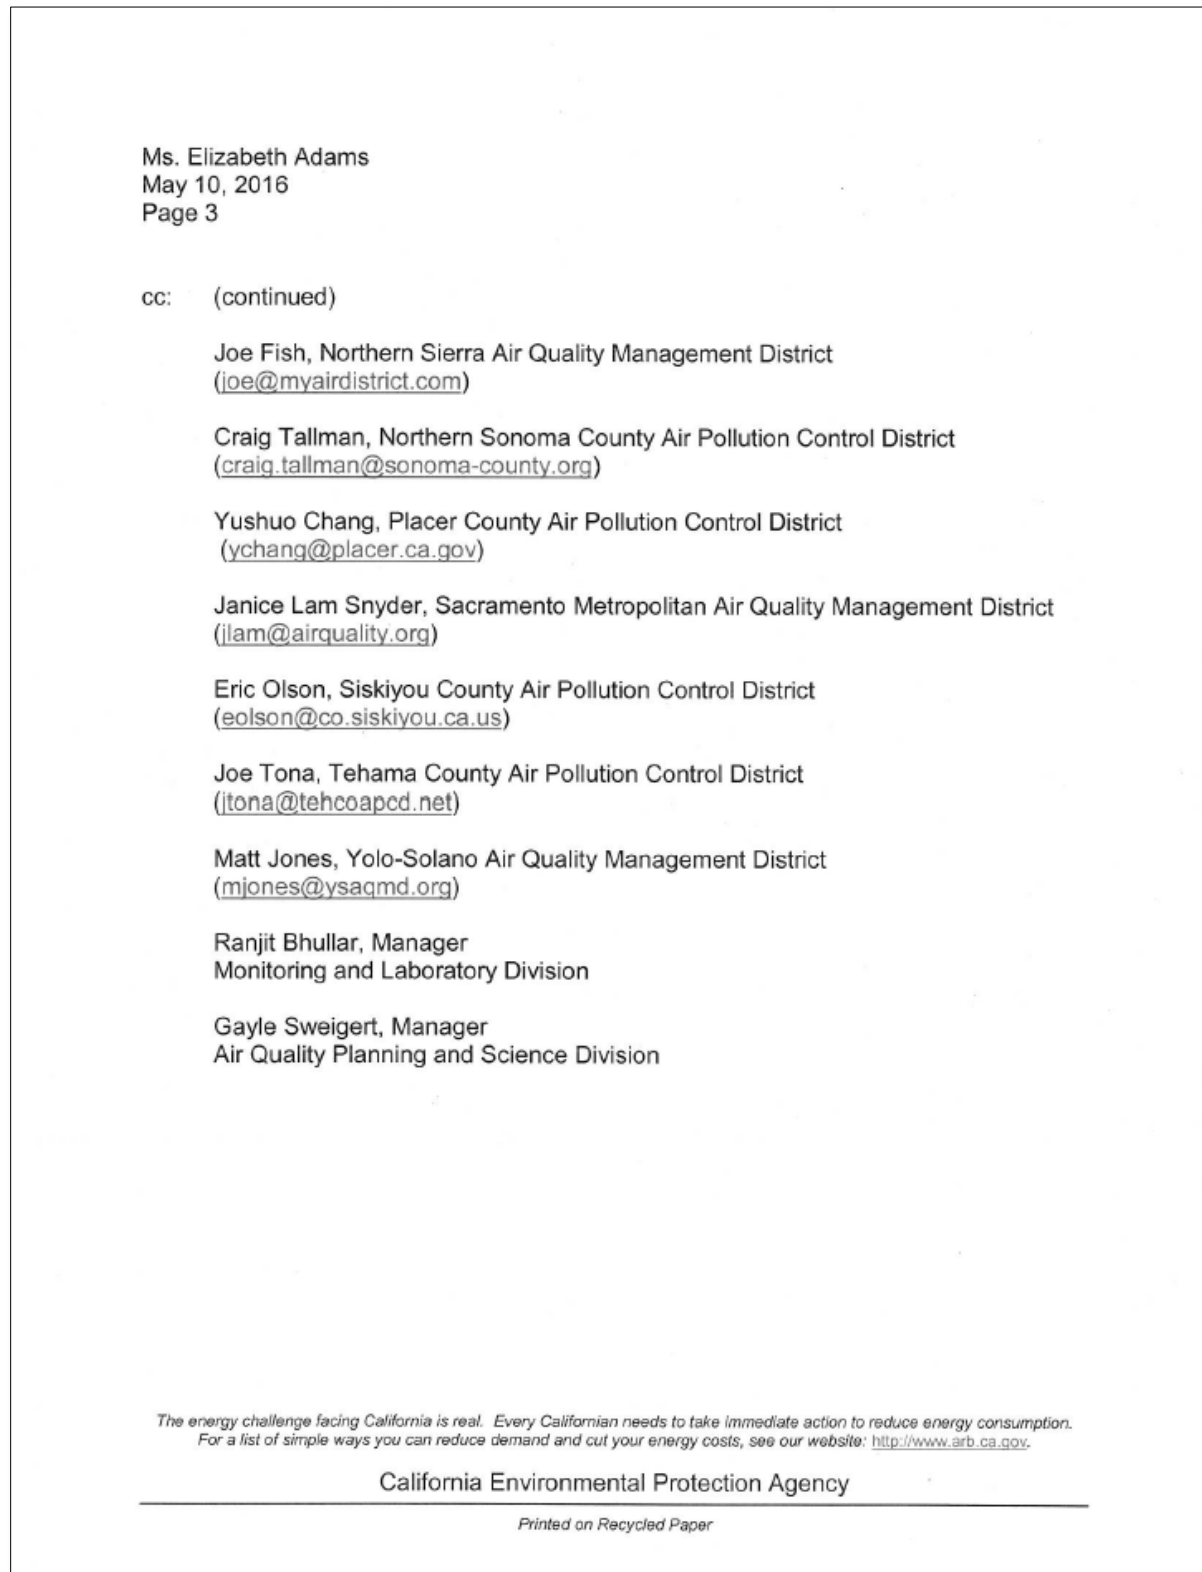 Ms. Elizabeth Adams
May 10, 2016
Page 3
cc: (continued)
Joe Fish, Northern Sierra Air Quality Management District
(joe@myairdistrict.com)
Craig Tallman, Northern Sonoma County Air Pollution Control District
(craig.tallman@sonoma-county.org)
Yushuo Chang, Placer County Air Pollution Control District
(ychang@placer.ca.gov)
Janice Lam Snyder, Sacramento Metropolitan Air Quality Management District
(jlam@airquality.org)
Eric Olson, Siskiyou County Air Pollution Control District
(eolson@co.siskiyou.ca.us)
Joe Tona, Tehama County Air Pollution Control District
(jtona@tehcoapcd.net)
Matt Jones, Yolo-Solano Air Quality Management District
(mjones@ysaqmd.org)
Ranjit Bhullar, Manager
Monitoring and Laboratory Division
Gayle Sweigert, Manager
Air Quality Planning and Science Division
The energy challenge facing California is real. Every Californian needs to take immediate action to reduce energy consumption.
For a list of simple ways you can reduce demand and cut your energy costs, see our website: http://www.arb.ca.gov.
California Environmental Protection Agency
Printed on Recycled Paper